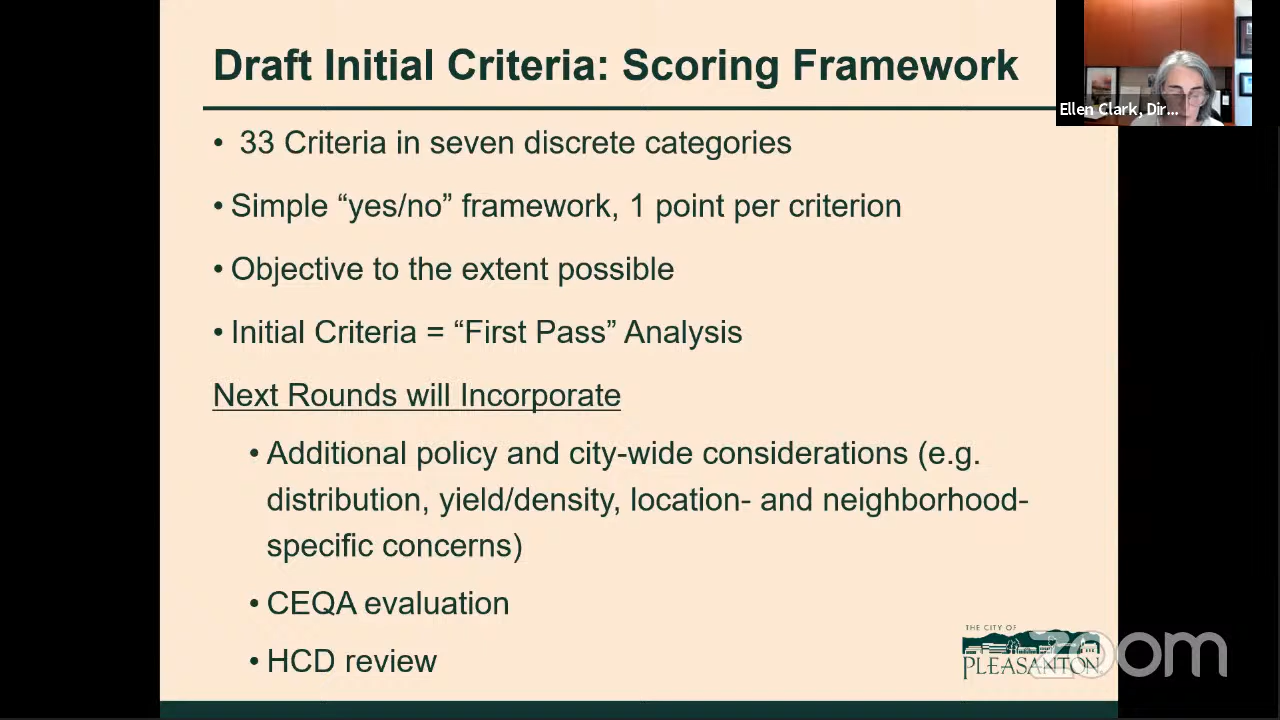 Draft Initial Criteria: Scoring Framework
Ellen Clark, Dir...
• 33 Criteria in seven discrete categories
• Simple “yes/no” framework, 1 point per criterion
• Objective to the extent possible
• Initial Criteria = “First Pass” Analysis
Next Rounds will Incorporate
• Additional policy and city-wide considerations (e.g.
distribution, yield/density, location- and neighborhood-
specific concerns)
• CEQA evaluation
• HCD review
THE CITY OF
PLEASANTON
zoom